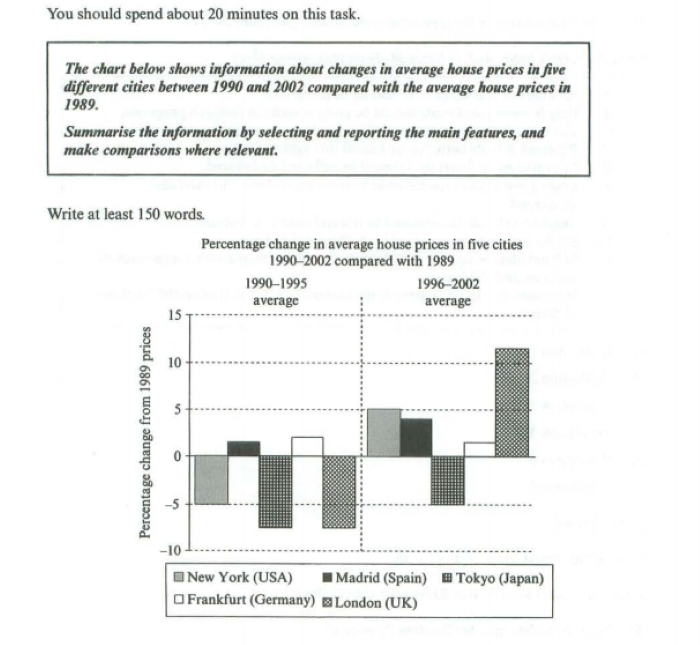 You should spend about 20 minutes on this task.
The chart below shows information about changes in average house prices in five
different cities between 1990 and 2002 compared with the average house prices in
1989.
Summarise the information by selecting and reporting the main features, and
make comparisons where relevant.
Write at least 150 words.
Percentage change in average house prices in five cities
1990–2002 compared with 1989
1990–1995
average
1996–2002
average
Percentage change from 1989 prices
15
10
5
0
–5
–10
New York (USA)
Madrid (Spain)
Tokyo (Japan)
Frankfurt (Germany)
London (UK)